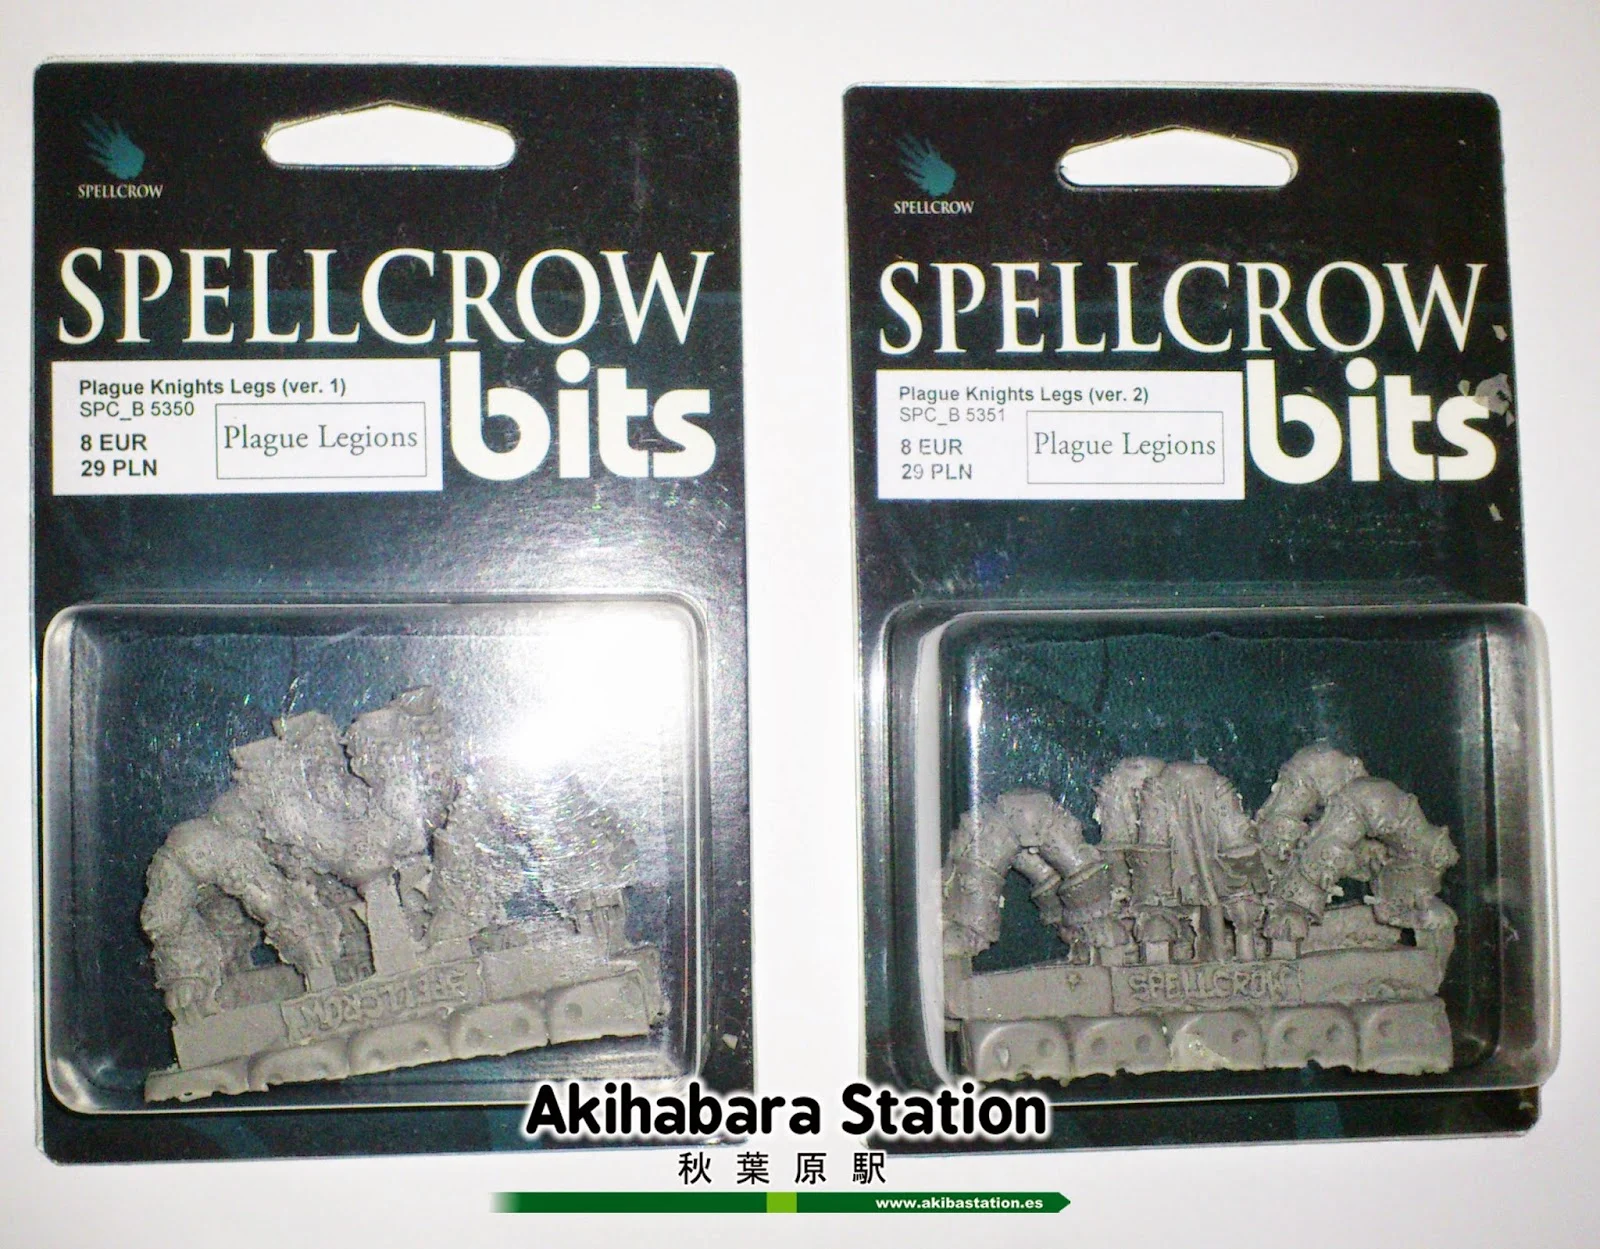 SPELLCROW
SPELLCROW
bits
Plague Knights Legs (ver. 1)
SPC_B 5350
8 EUR
29 PLN
Plague Legions
SPELLCROW
SPELLCROW
SPELLCROW
bits
Plague Knights Legs (ver. 2)
SPC_B 5351
8 EUR
29 PLN
Plague Legions
SPELLCROW
Akihabara Station
秋葉原駅
www.akibastation.es